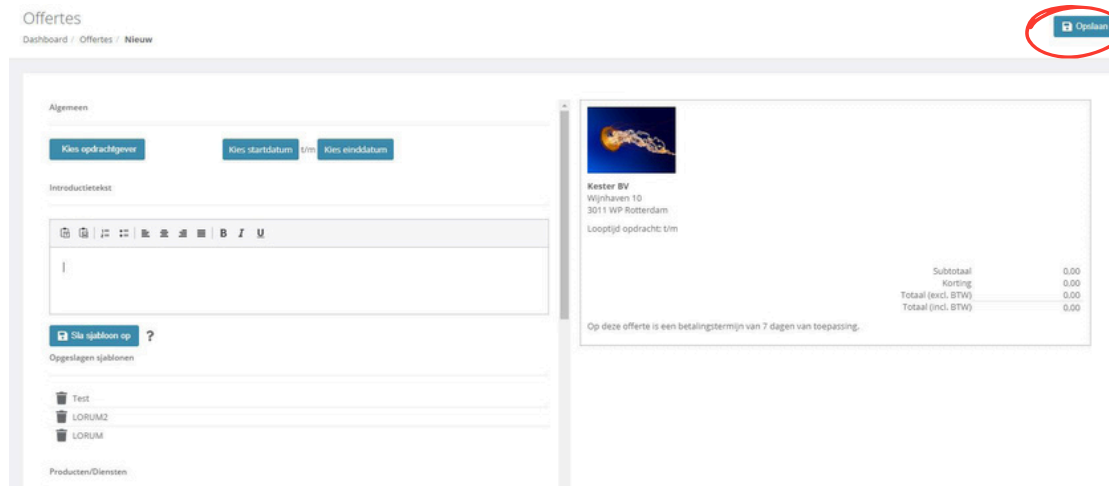 Offertes
Dashboard / Offertes / Nieuw
Opslaan
Algemeen
Kies opdrachtgever
Kies startdatum t/m Kies einddatum
Introductietekst
B I U
Sla sjabloon op ?
Opgeslagen sjablonen
Test
LORUM2
LORUM
Producten/Diensten
Kester BV
Wijnhaven 10
3011 WP Rotterdam
Looptijd opdracht: t/m
Subtotaal 0,00
Korting 0,00
Totaal (excl. BTW) 0,00
Totaal (incl. BTW) 0,00
Op deze offerte is een betalingstermijn van 7 dagen van toepassing.